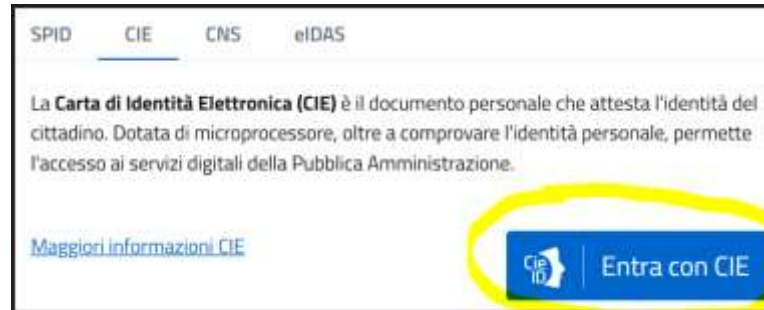 SPID CIE CNS eIDAS
La Carta di Identità Elettronica (CIE) è il documento personale che attesta l'identità del
cittadino. Dotata di microprocessore, oltre a comprovare l'identità personale, permette
l'accesso ai servizi digitali della Pubblica Amministrazione.
Maggiori informazioni CIE
Cie
ID
Entra con CIE